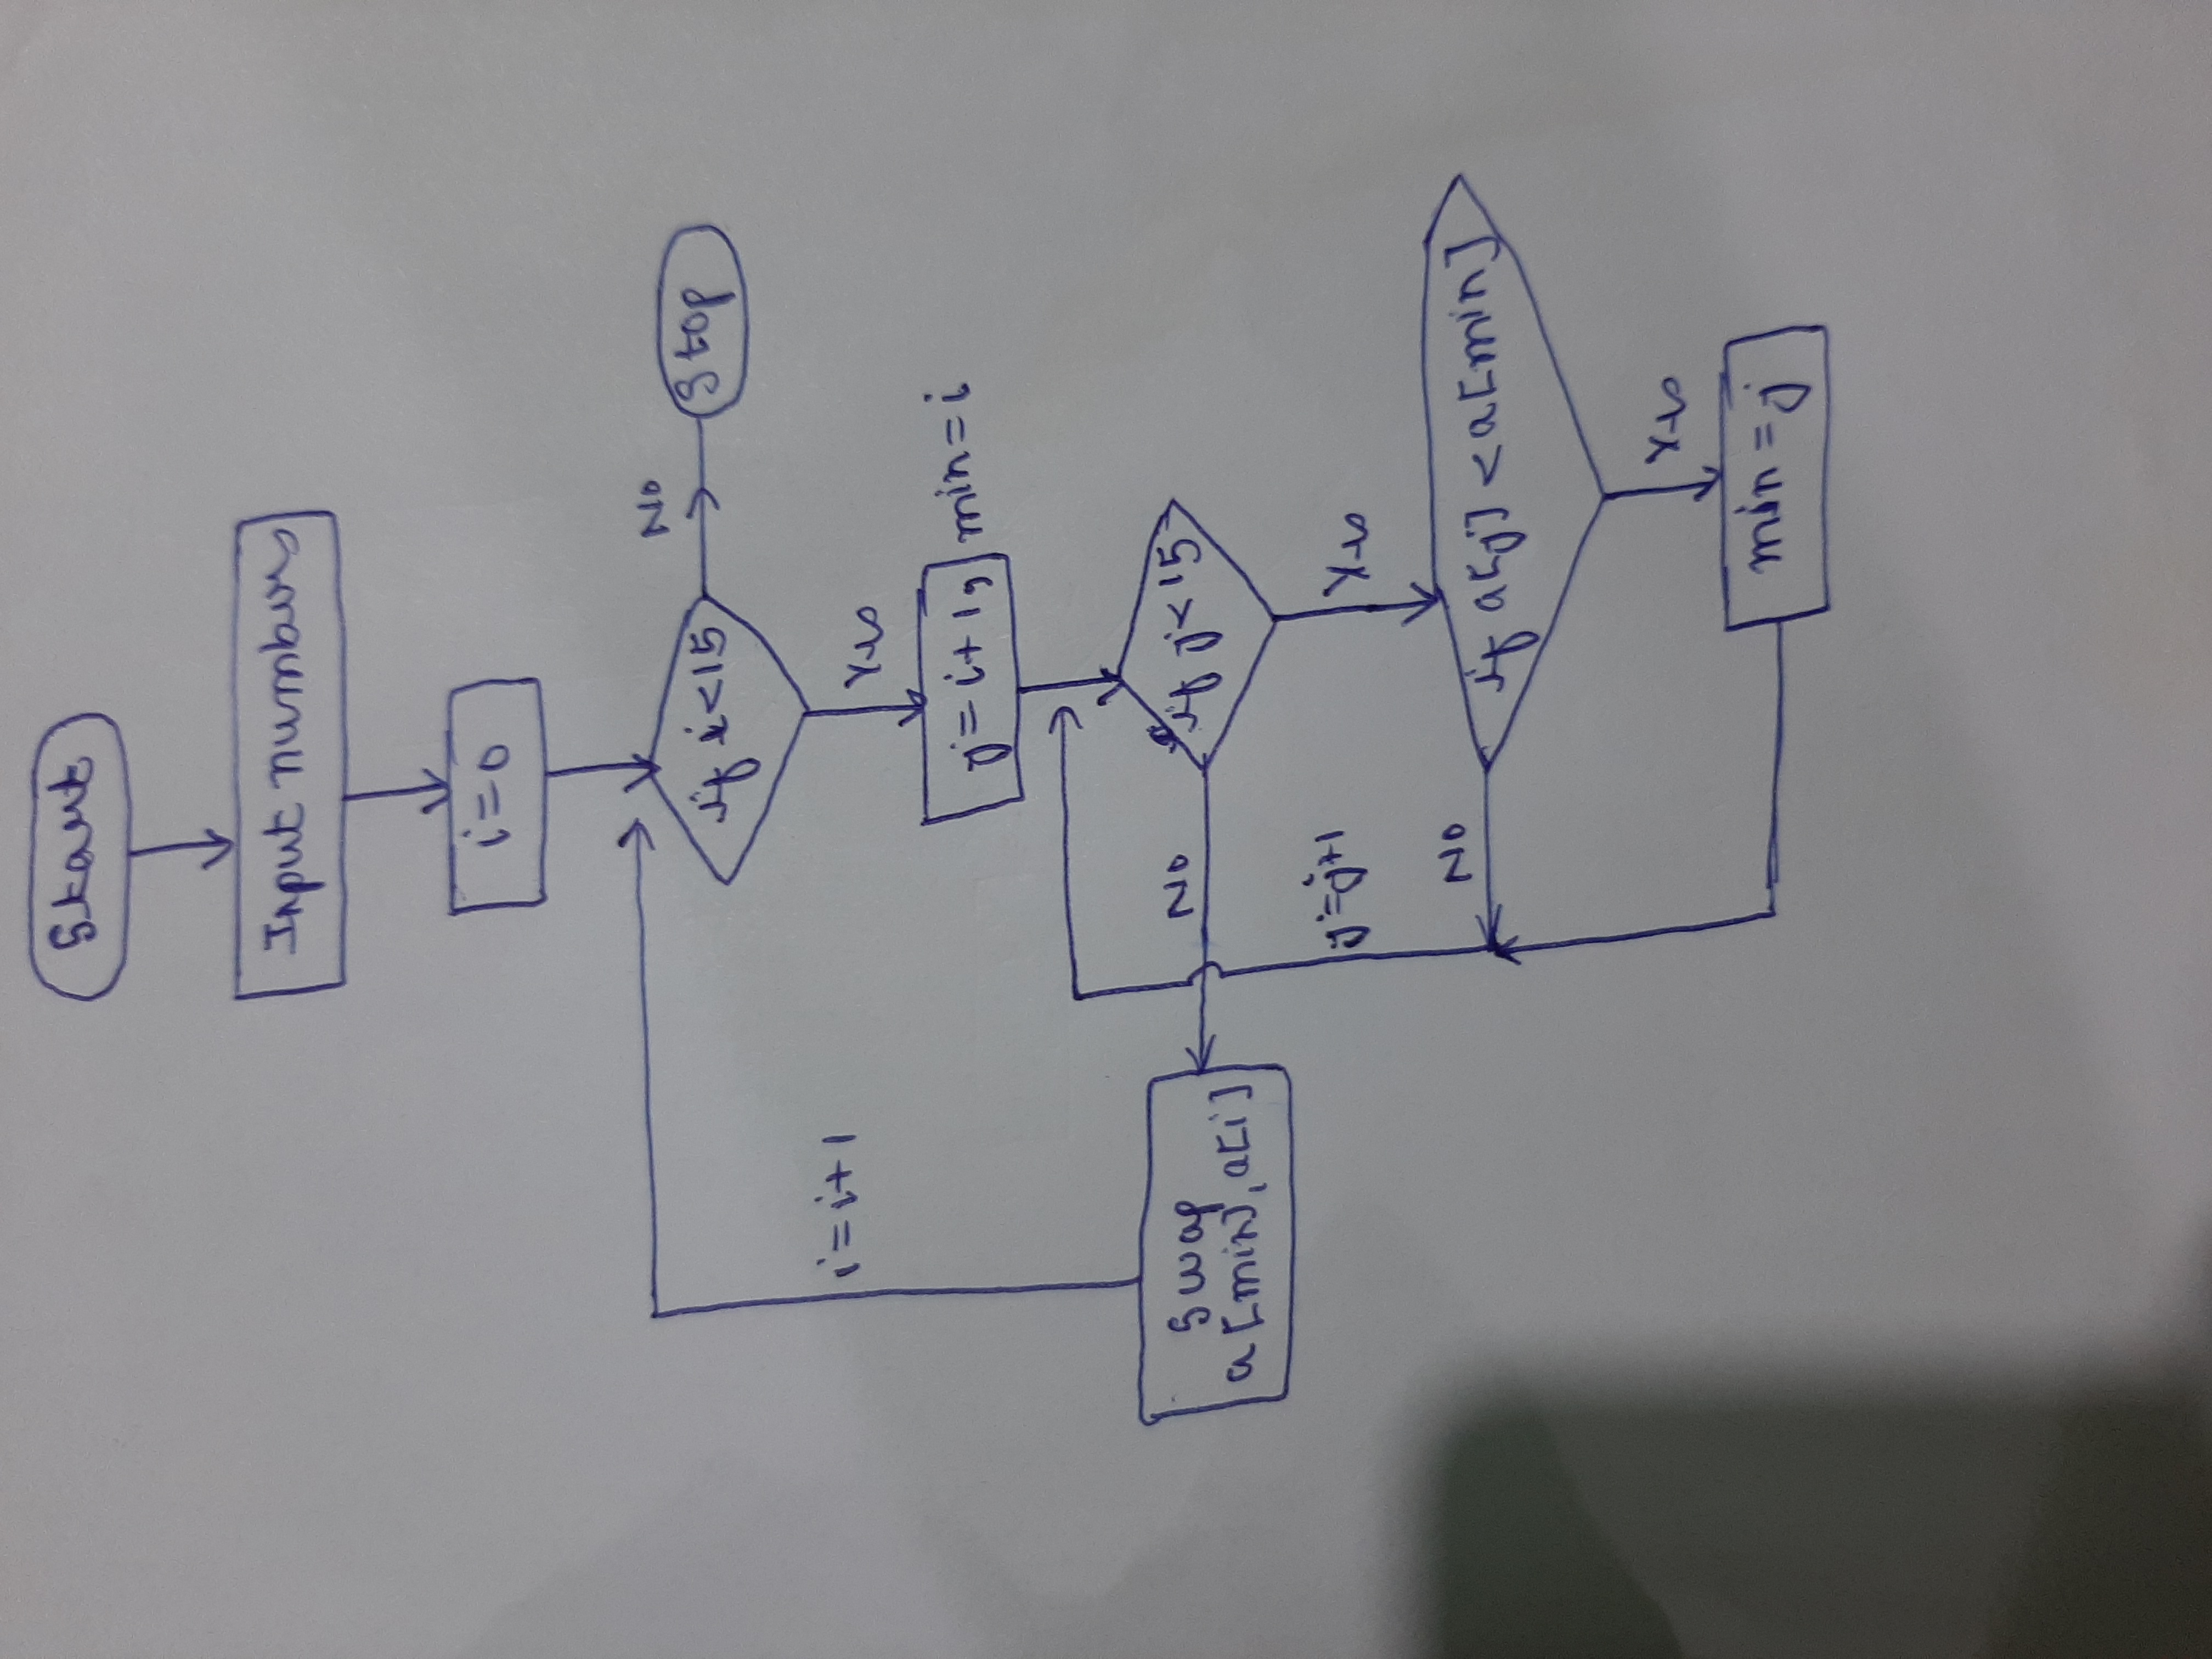 Start
Input numbers
i=0
if i<15
No
Stop
i=i+1
Yes
j=i+1, min=i
if j<15
No
Swap
a[min], a[i]
Yes
j=j+1
No
if a[j] < a[min]
Yes
min=j